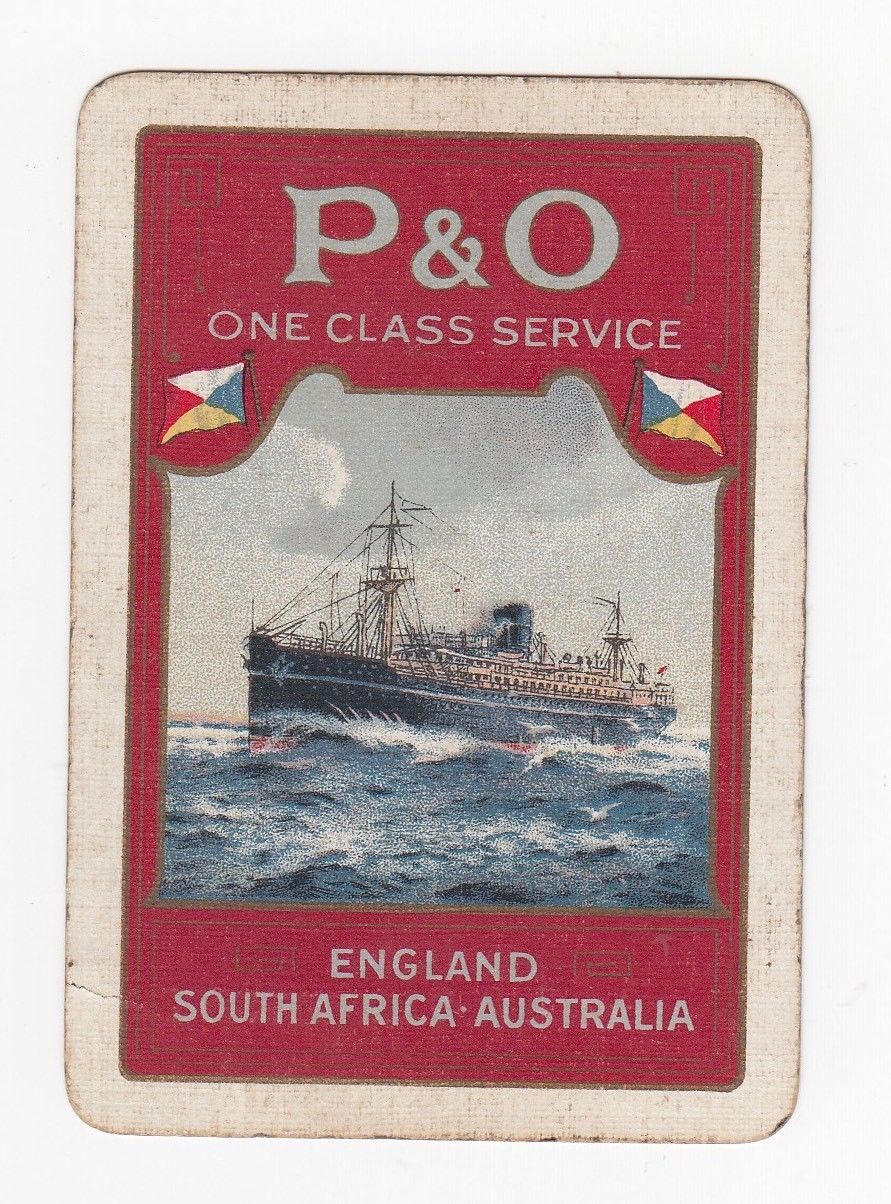 P&O
ONE CLASS SERVICE
ENGLAND
SOUTH AFRICA·AUSTRALIA